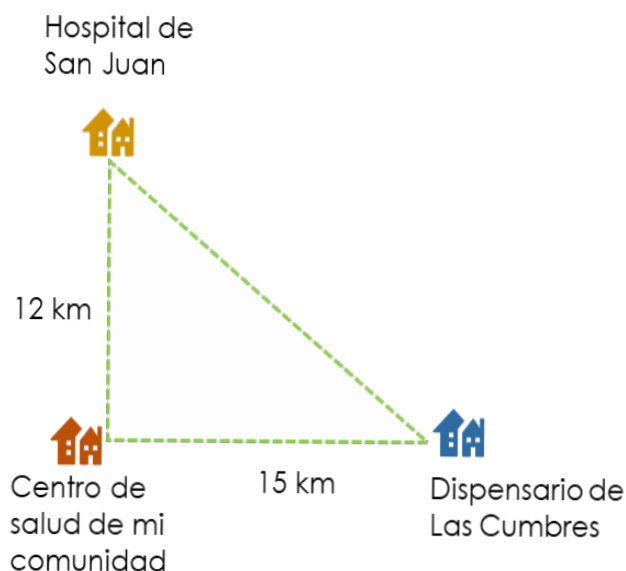 Hospital de
San Juan
12 km
15 km
Centro de
salud de mi
comunidad
Dispensario de
Las Cumbres